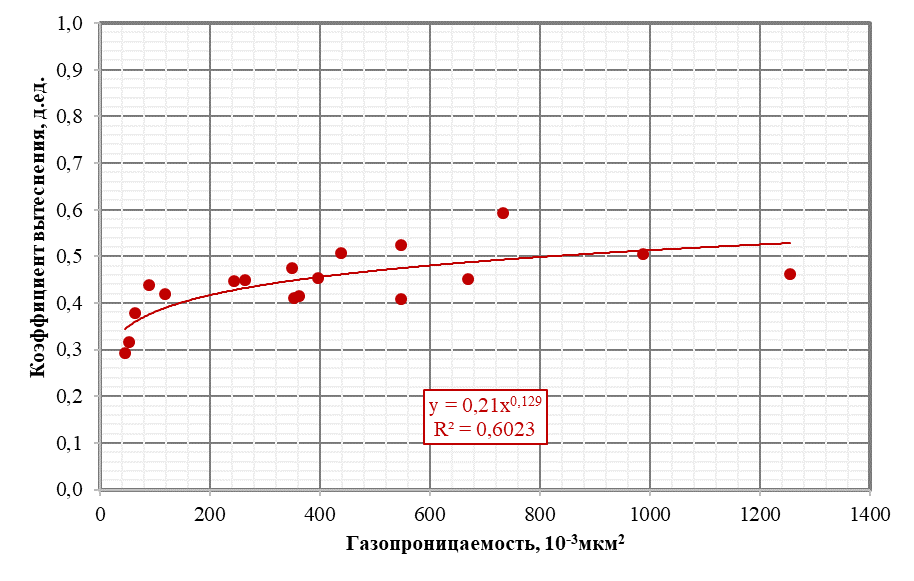 Коэффициент вытеснения, д.ед.
1,0
0,9
0,8
0,7
0,6
0,5
0,4
0,3
0,2
0,1
0,0
y = 0,21x^0,129
R² = 0,6023
0 200 400 600 800 1000 1200 1400
Газопроницаемость, 10⁻³мкм²